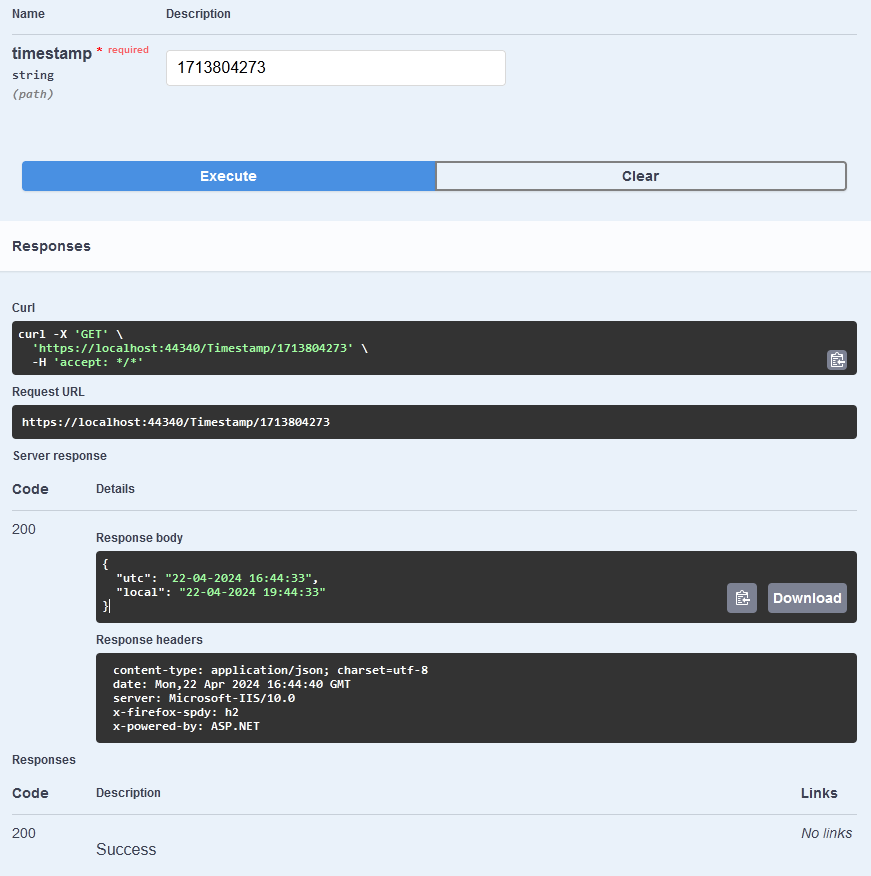 Name Description
timestamp * required
string
(path)
1713804273
Execute Clear
Responses
Curl
curl -X 'GET' \
'https://localhost:44340/Timestamp/1713804273' \
-H 'accept: */*'
Request URL
https://localhost:44340/Timestamp/1713804273
Server response
Code Details
200
Response body
{
"utc": "22-04-2024 16:44:33",
"local": "22-04-2024 19:44:33"
}
Download
Response headers
content-type: application/json; charset=utf-8
date: Mon,22 Apr 2024 16:44:40 GMT
server: Microsoft-IIS/10.0
x-firefox-spdy: h2
x-powered-by: ASP.NET
Responses
Code Description Links
200 No links
Success